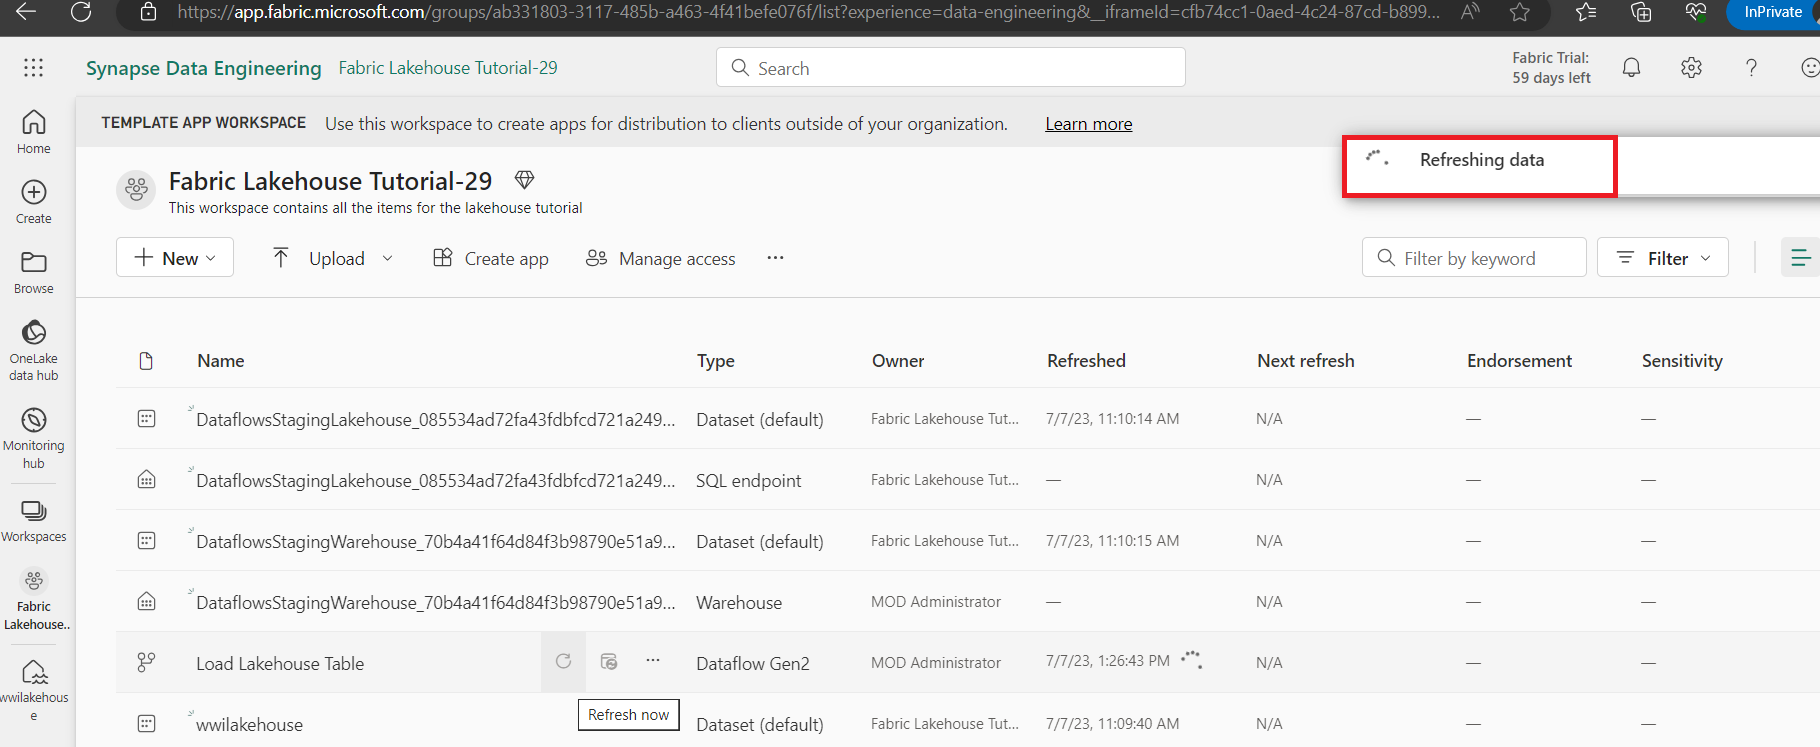 https://app.fabric.microsoft.com/groups/ab331803-3117-485b-a463-4f41befe076f/list?experience=data-engineering&__iframeId=cfb74cc1-0aed-4c24-87cd-b899...
InPrivate
Synapse Data Engineering Fabric Lakehouse Tutorial-29
Search
Fabric Trial:
59 days left
TEMPLATE APP WORKSPACE Use this workspace to create apps for distribution to clients outside of your organization. Learn more
Refreshing data
Home
Create
Browse
OneLake
data hub
Monitoring
hub
Workspaces
Fabric
Lakehouse..
wwilakehous
e
Fabric Lakehouse Tutorial-29
This workspace contains all the items for the lakehouse tutorial
New Upload Create app Manage access ... Filter by keyword Filter
Name Type Owner Refreshed Next refresh Endorsement Sensitivity
DataflowsStagingLakehouse_085534ad72fa43fdbfcd721a249... Dataset (default) Fabric Lakehouse Tut... 7/7/23, 11:10:14 AM N/A — —
DataflowsStagingLakehouse_085534ad72fa43fdbfcd721a249... SQL endpoint Fabric Lakehouse Tut... — N/A — —
DataflowsStagingWarehouse_70b4a41f64d84f3b98790e51a9... Dataset (default) Fabric Lakehouse Tut... 7/7/23, 11:10:15 AM N/A — —
DataflowsStagingWarehouse_70b4a41f64d84f3b98790e51a9... Warehouse MOD Administrator — N/A — —
Load Lakehouse Table ... Dataflow Gen2 MOD Administrator 7/7/23, 1:26:43 PM N/A — —
Refresh now
wwilakehouse Dataset (default) Fabric Lakehouse Tut... 7/7/23, 11:09:40 AM N/A — —